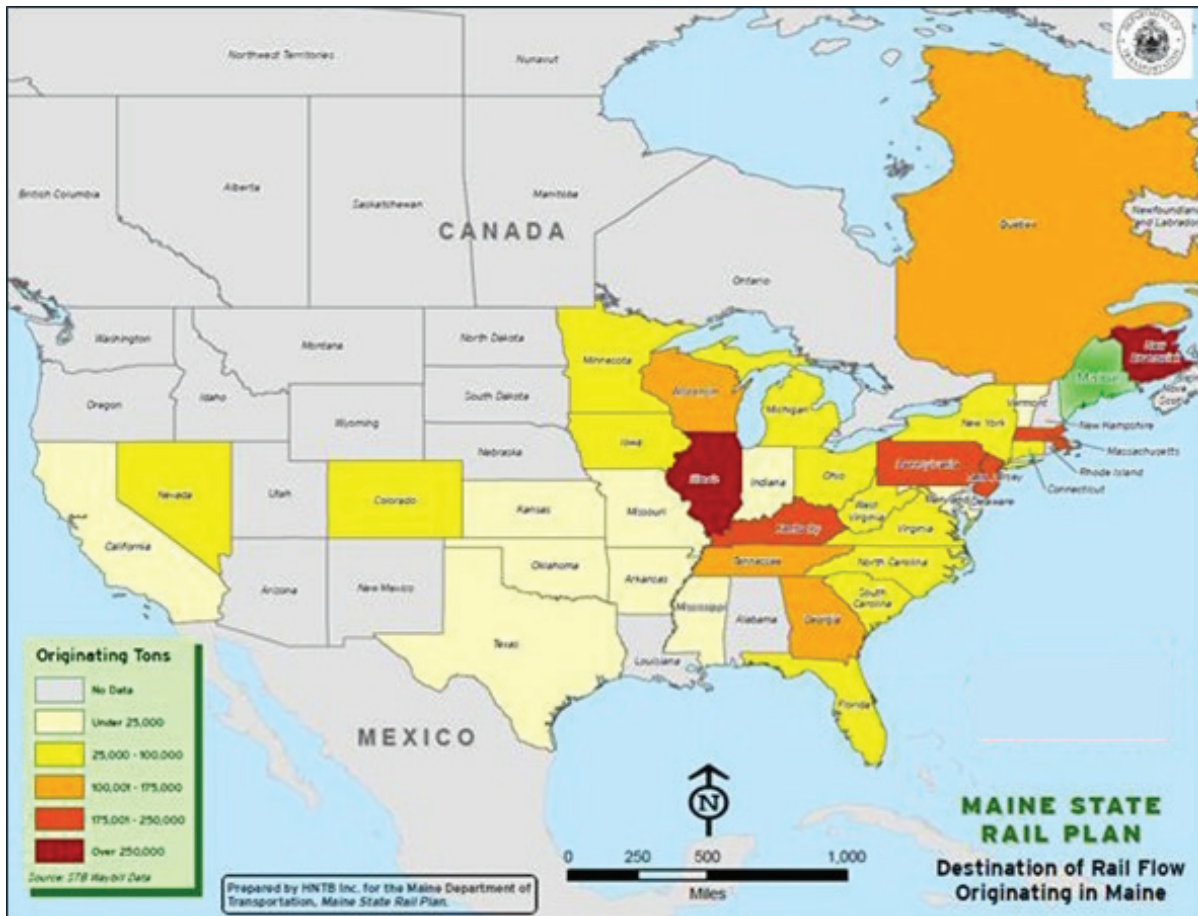 DEPARTMENT OF
TRANSPORTATION
Northwest Territories
Nunavut
British Columbia
Alberta
Saskatchewan
Manitoba
CANADA
Ontario
Quebec
Newfoundland
and Labrador
Washington
Montana
North Dakota
Minnesota
Oregon
Idaho
Wyoming
South Dakota
Wisconsin
Michigan
New York
Vermont
Maine
New
Brunswick
Nova
Scotia
New Hampshire
Massachusetts
Rhode Island
Connecticut
Nebraska
Iowa
Nevada
Utah
Colorado
Kansas
Missouri
Illinois
Indiana
Ohio
Pennsylvania
New Jersey
Maryland
Delaware
West
Virginia
Virginia
Kentucky
California
Arizona
New Mexico
Oklahoma
Arkansas
Tennessee
North Carolina
South
Carolina
Texas
Louisiana
Mississippi
Alabama
Georgia
Florida
MEXICO
Originating Tons
No Data
Under 25,000
25,000 - 100,000
100,001 - 175,000
175,001 - 250,000
Over 250,000
Source: STB Waybill Data
Prepared by HNTB Inc. for the Maine Department of
Transportation, Maine State Rail Plan.
N
0 250 500 1,000
Miles
MAINE STATE
RAIL PLAN
Destination of Rail Flow
Originating in Maine